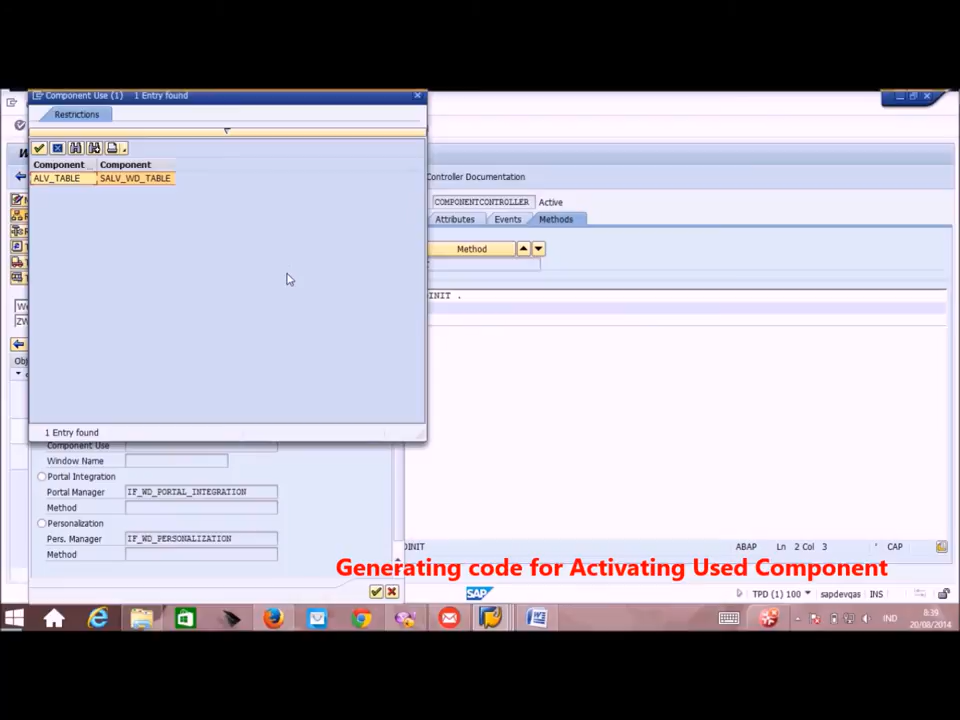 Component Use (1)    1 Entry found
Restrictions
Component
Component
ALV_TABLE
SALV_WD_TABLE
1 Entry found
Controller Documentation
COMPONENTCONTROLLER
Active
Attributes
Events
Methods
Method
INIT .
Component Use
Window Name
Portal Integration
Portal Manager
IF_WD_PORTAL_INTEGRATION
Method
Personalization
Pers. Manager
IF_WD_PERSONALIZATION
Method
ABAP
Ln 2 Col 3
CAP
Generating code for Activating Used Component
SAP
TPD (1) 100
sapdevqas
INS
IND
8:39
20/08/2014